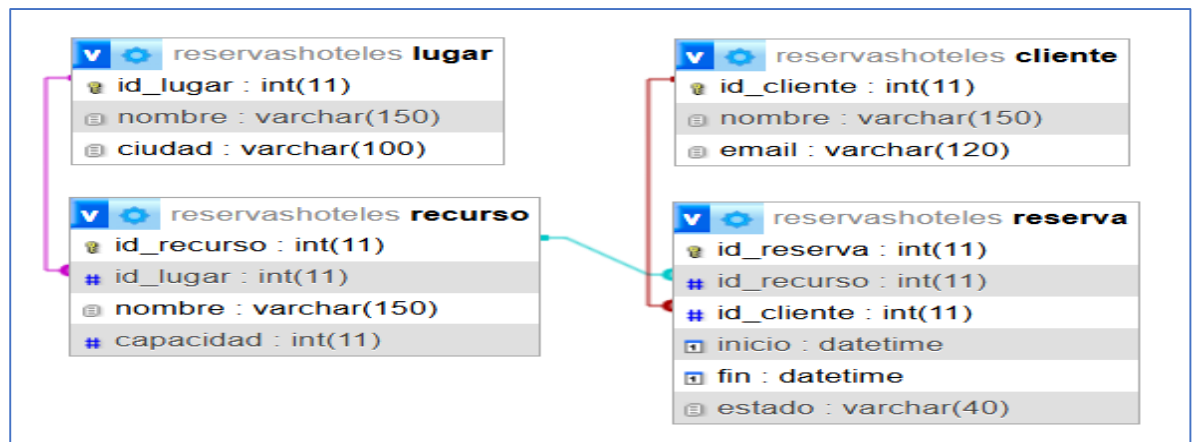 reservashoteles lugar
id_lugar : int(11)
nombre : varchar(150)
ciudad : varchar(100)
reservashoteles recurso
id_recurso : int(11)
id_lugar : int(11)
nombre : varchar(150)
capacidad : int(11)
reservashoteles cliente
id_cliente : int(11)
nombre : varchar(150)
email : varchar(120)
reservashoteles reserva
id_reserva : int(11)
id_recurso : int(11)
id_cliente : int(11)
inicio : datetime
fin : datetime
estado : varchar(40)